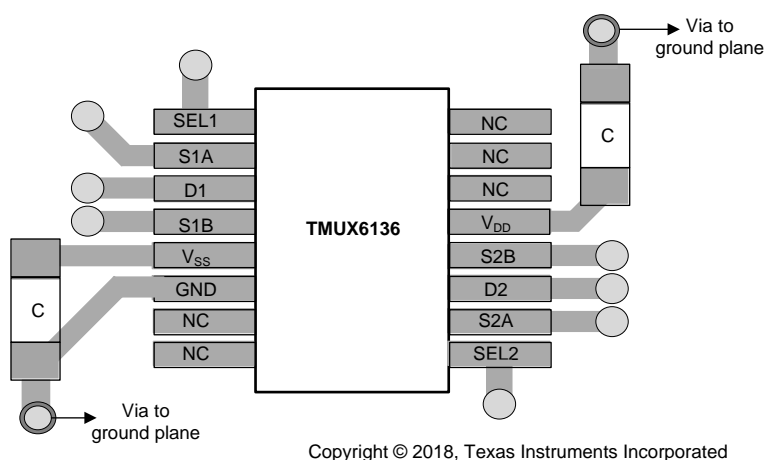 Via to
ground plane
C
SEL1
S1A
D1
S1B
VSS
GND
NC
NC
TMUX6136
NC
NC
NC
VDD
S2B
D2
S2A
SEL2
C
Via to
ground plane
Copyright © 2018, Texas Instruments Incorporated